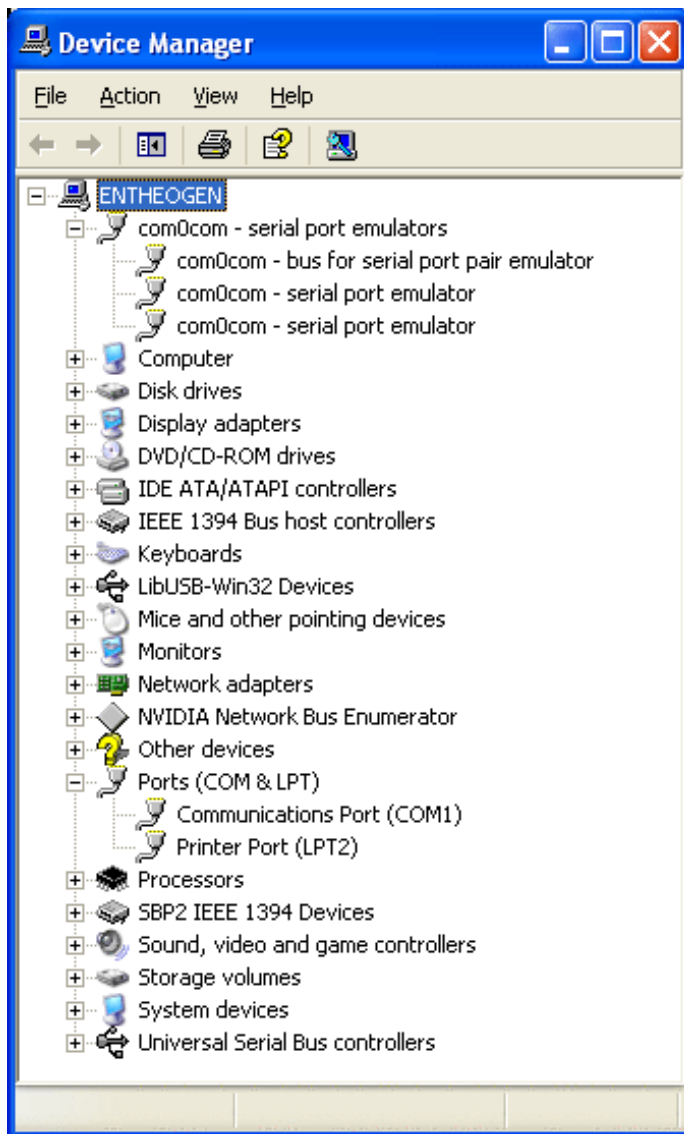 Device Manager
File Action View Help
ENTHEOGEN
com0com - serial port emulators
com0com - bus for serial port pair emulator
com0com - serial port emulator
com0com - serial port emulator
Computer
Disk drives
Display adapters
DVD/CD-ROM drives
IDE ATA/ATAPI controllers
IEEE 1394 Bus host controllers
Keyboards
LibUSB-Win32 Devices
Mice and other pointing devices
Monitors
Network adapters
NVIDIA Network Bus Enumerator
Other devices
Ports (COM & LPT)
Communications Port (COM1)
Printer Port (LPT2)
Processors
SBP2 IEEE 1394 Devices
Sound, video and game controllers
Storage volumes
System devices
Universal Serial Bus controllers